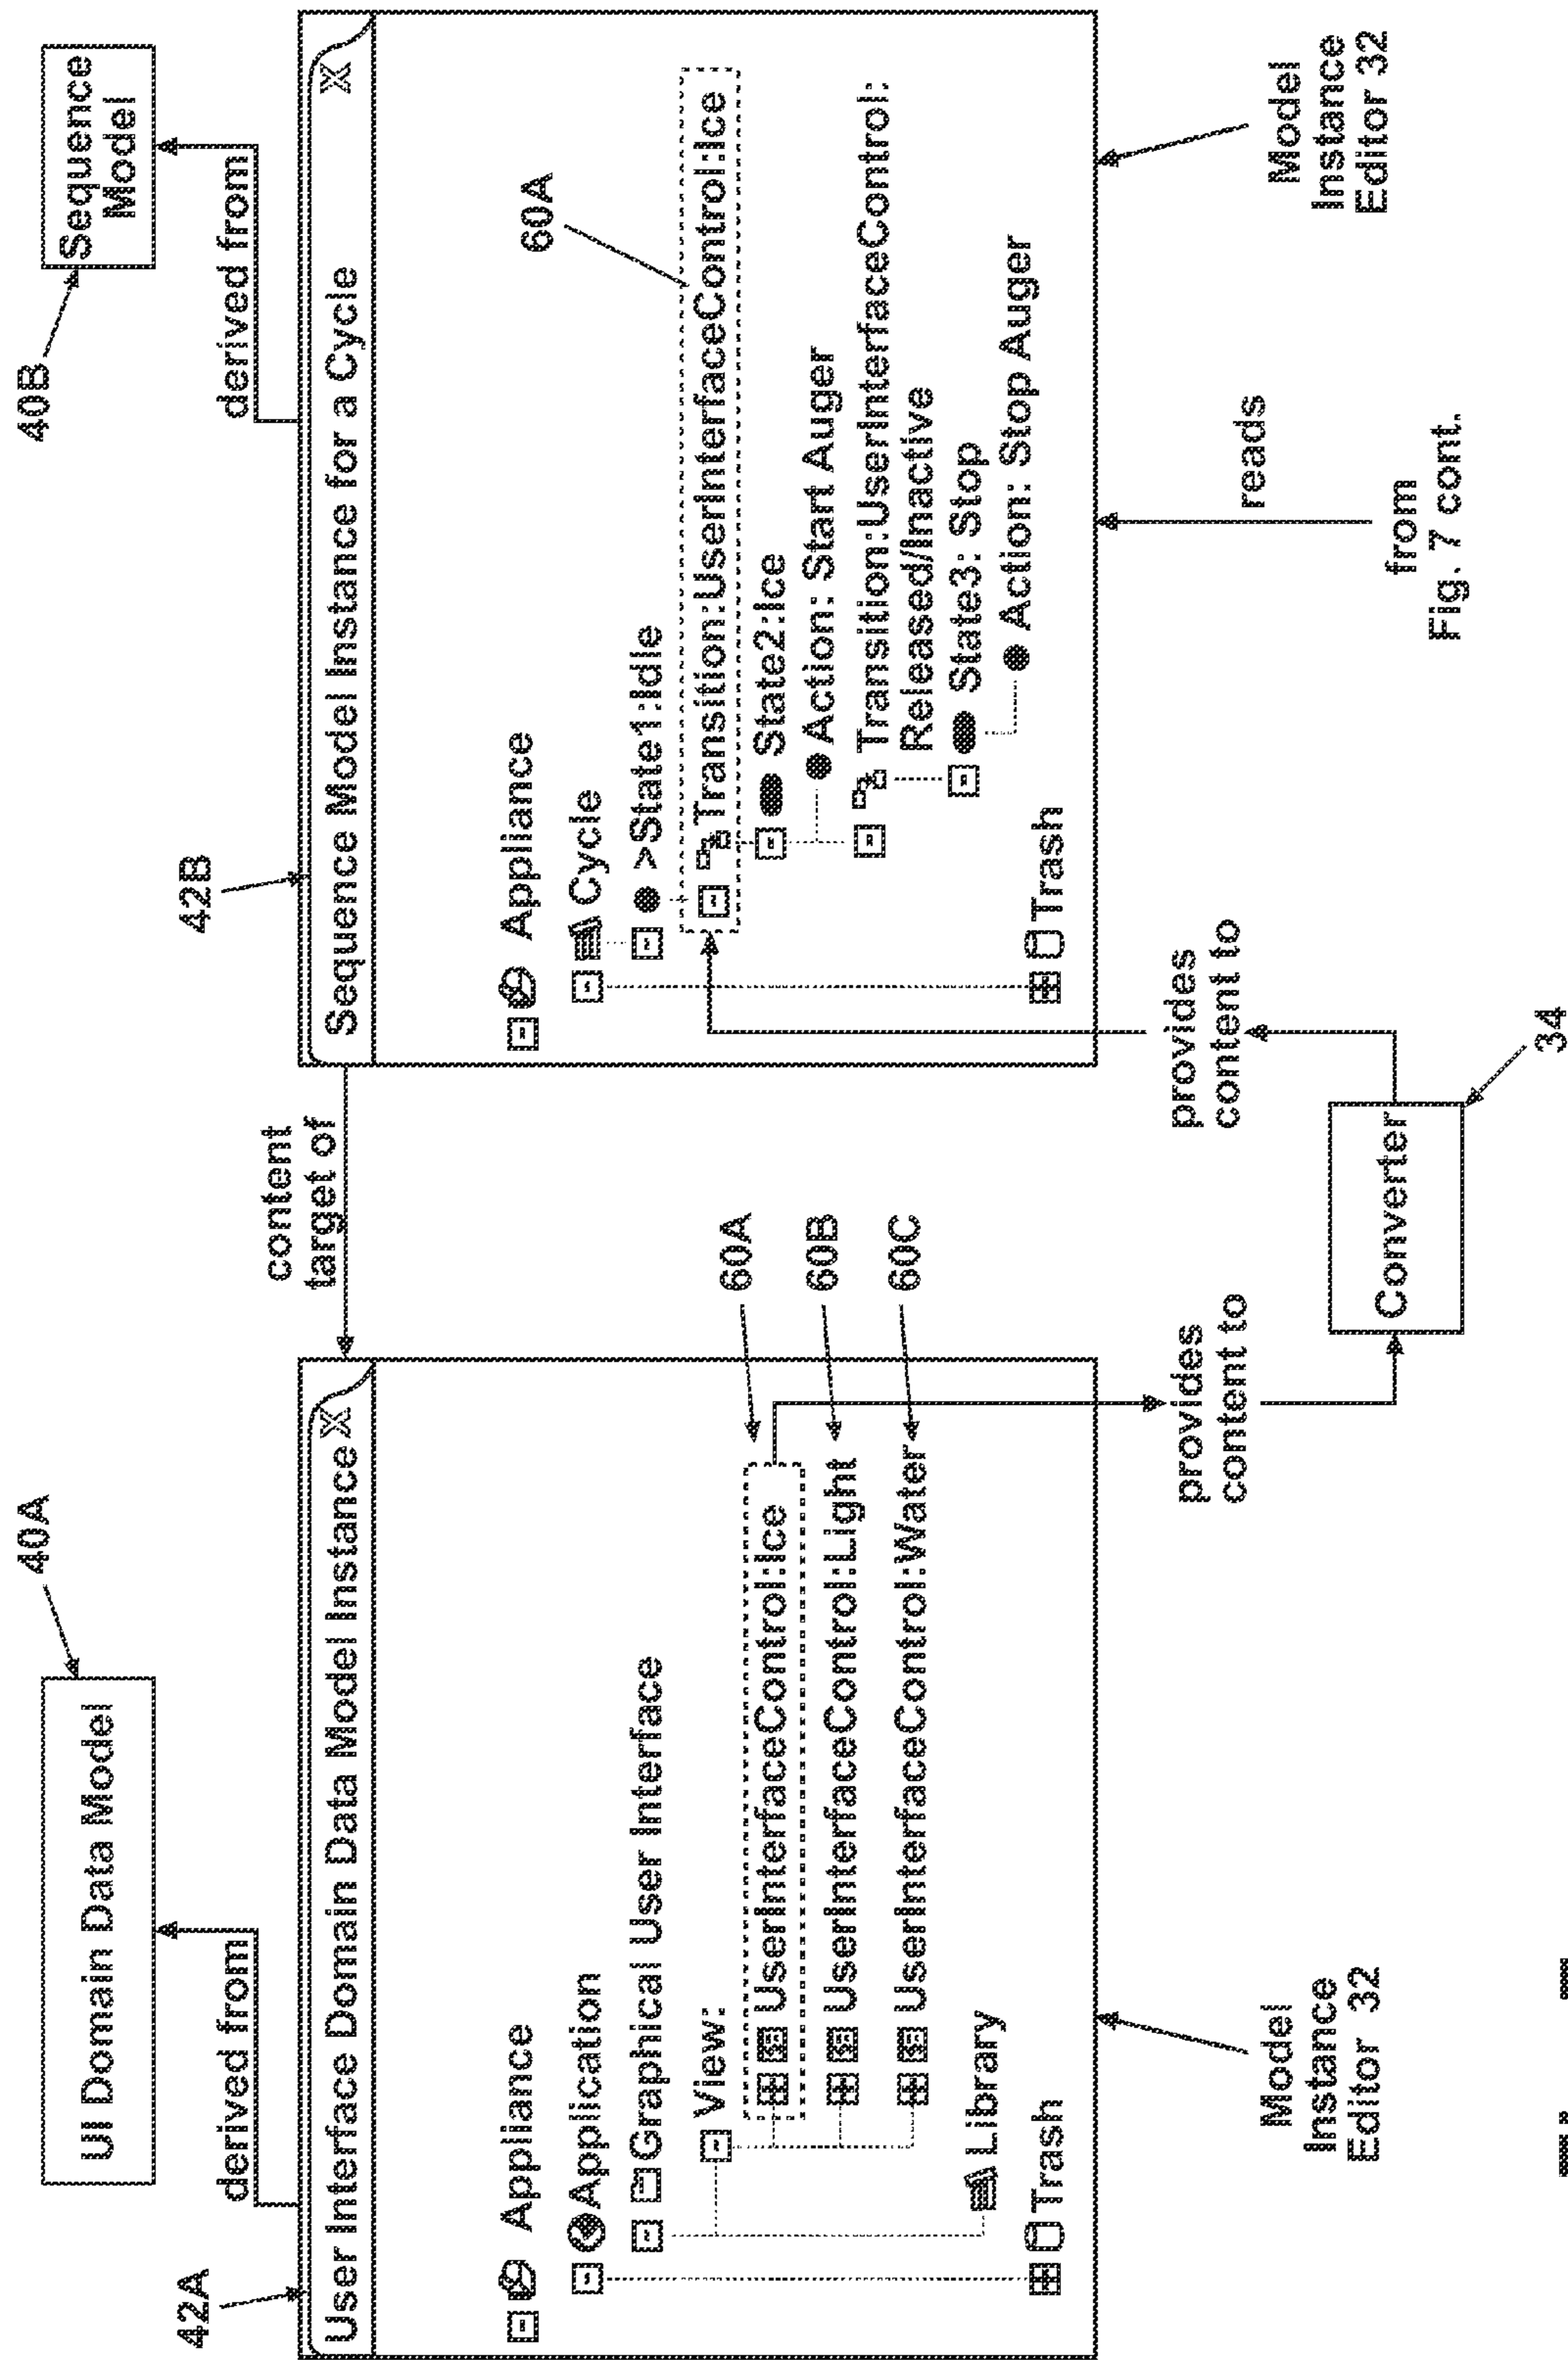 40A
UI Domain Data Model
derived from
42A
User Interface Domain Data Model Instance X
Appliance
Application
Graphical User Interface
View:
UserInterfaceControl:Ice
UserInterfaceControl:Light
UserInterfaceControl:Water
Library
Trash
60A
60B
60C
Model
Instance
Editor 32
provides
content to
Converter
34
provides
content to
content
target of
40B
Sequence
Model
derived from
42B
Sequence Model Instance for a Cycle X
Appliance
Cycle
>State1:Idle
Transition:UserInterfaceControl:Ice
State2:Ice
Action: Start Auger
Transition:UserInterfaceControl:
Released/Inactive
State3: Stop
Action: Stop Auger
Trash
60A
reads
from
Fig. 7 cont.
Model
Instance
Editor 32